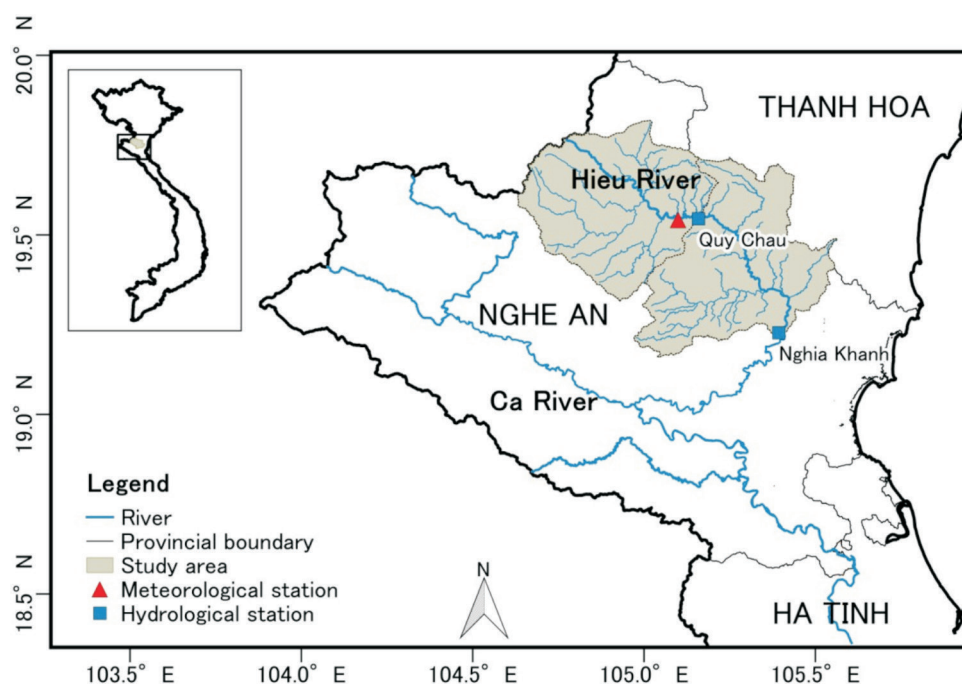 20.0° N
19.5° N
19.0° N
18.5° N
THANH HOA
Hieu River
Quy Chau
NGHE AN
Nghia Khanh
Ca River
Legend
River
Provincial boundary
Study area
Meteorological station
Hydrological station
N
HA TINH
103.5° E
104.0° E
104.5° E
105.0° E
105.5° E